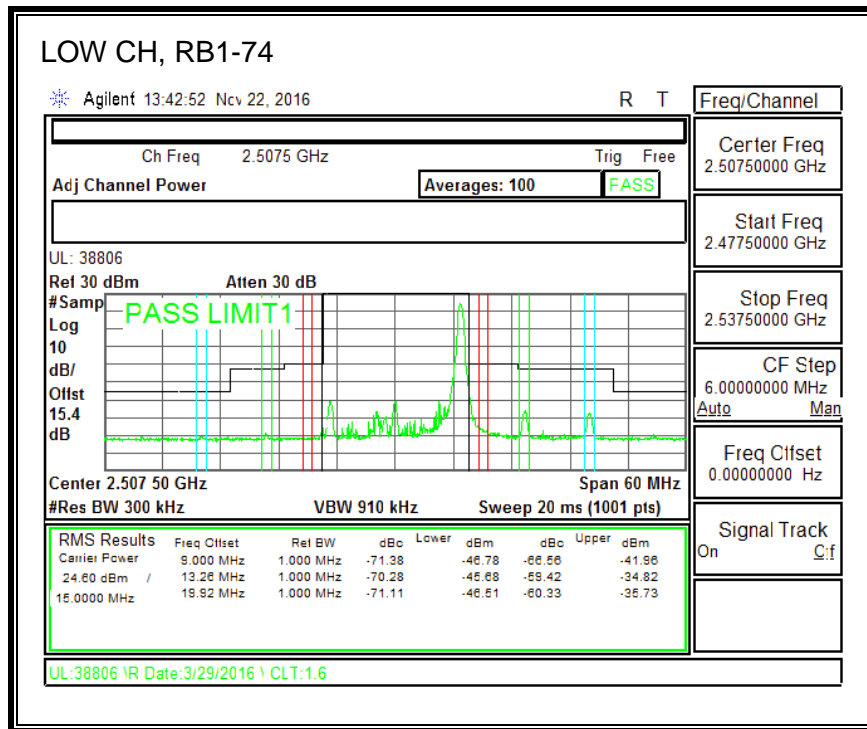 LOW CH, RB1-74
Agilent 13:42:52 Nov 22, 2016 R T
Freq/Channel
Ch Freq 2.5075 GHz Trig Free
Adj Channel Power Averages: 100 PASS
UL: 38806
Ref 30 dBm Atten 30 dB
#Samp
Log
10
dB/
Offst
15.4
dB
PASS LIMIT1
Center 2.507 50 GHz Span 60 MHz
#Res BW 300 kHz VBW 910 kHz Sweep 20 ms (1001 pts)
RMS Results Freq Offset Ref BW dBc Lower dBm dBc Upper dBm
Carrier Power 9.000 MHz 1.000 MHz -71.38 -46.78 -66.56 -41.96
24.60 dBm / 13.26 MHz 1.000 MHz -70.28 -45.68 -59.42 -34.82
15.0000 MHz 19.92 MHz 1.000 MHz -71.11 -46.51 -60.33 -35.73
UL:38806 \R Date:3/29/2016 \ CLT:1.6
Center Freq
2.50750000 GHz
Start Freq
2.47750000 GHz
Stop Freq
2.53750000 GHz
CF Step
6.00000000 MHz
Auto Man
Freq Offset
0.00000000 Hz
Signal Track
On Off